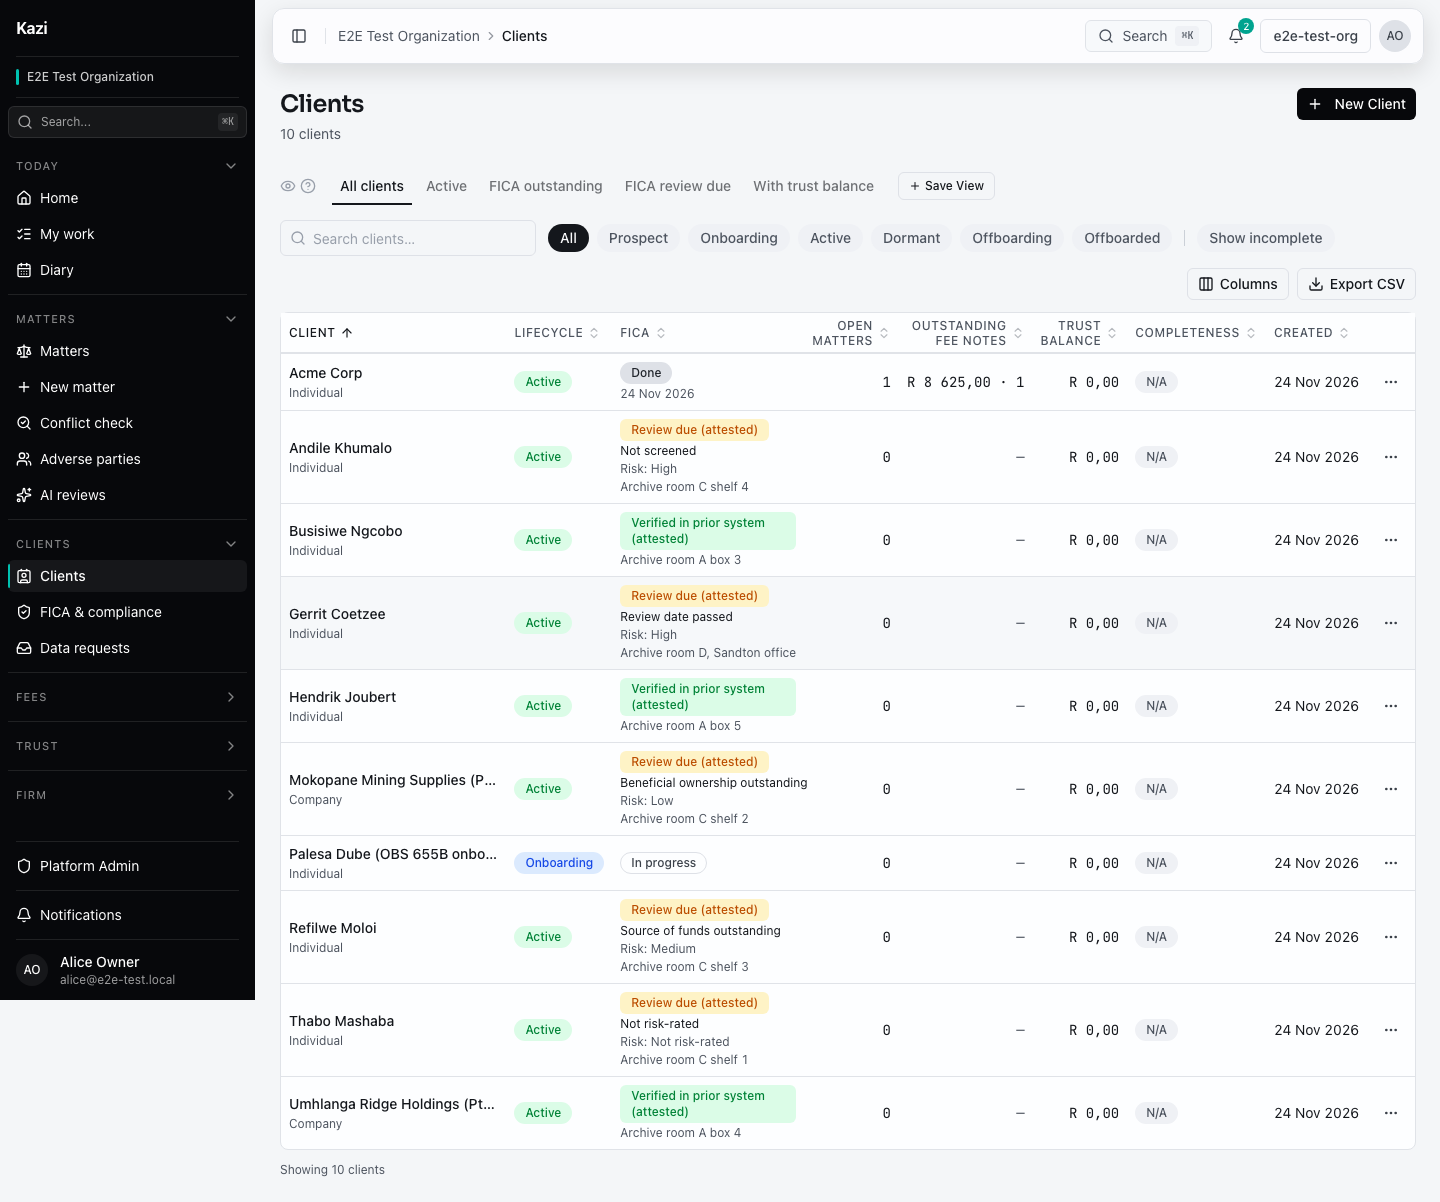 Kazi
E2E Test Organization
Search...
⌘K
TODAY
Home
My work
Diary
MATTERS
Matters
New matter
Conflict check
Adverse parties
AI reviews
CLIENTS
Clients
FICA & compliance
Data requests
FEES
TRUST
FIRM
Platform Admin
Notifications
AO
Alice Owner
alice@e2e-test.local
E2E Test Organization > Clients
Search ⌘K
2
e2e-test-org
AO
Clients
10 clients
+ New Client
All clients
Active
FICA outstanding
FICA review due
With trust balance
+ Save View
Search clients...
All
Prospect
Onboarding
Active
Dormant
Offboarding
Offboarded
Show incomplete
Columns
Export CSV
CLIENT
LIFECYCLE
FICA
OPEN MATTERS
OUTSTANDING FEE NOTES
TRUST BALANCE
COMPLETENESS
CREATED
Acme Corp
Individual
Active
Done
24 Nov 2026
1
R 8 625,00 · 1
R 0,00
N/A
24 Nov 2026
Andile Khumalo
Individual
Active
Review due (attested)
Not screened
Risk: High
Archive room C shelf 4
0
—
R 0,00
N/A
24 Nov 2026
Busisiwe Ngcobo
Individual
Active
Verified in prior system
(attested)
Archive room A box 3
0
—
R 0,00
N/A
24 Nov 2026
Gerrit Coetzee
Individual
Active
Review due (attested)
Review date passed
Risk: High
Archive room D, Sandton office
0
—
R 0,00
N/A
24 Nov 2026
Hendrik Joubert
Individual
Active
Verified in prior system
(attested)
Archive room A box 5
0
—
R 0,00
N/A
24 Nov 2026
Mokopane Mining Supplies (P...
Company
Active
Review due (attested)
Beneficial ownership outstanding
Risk: Low
Archive room C shelf 2
0
—
R 0,00
N/A
24 Nov 2026
Palesa Dube (OBS 655B onbo...
Individual
Onboarding
In progress
0
—
R 0,00
N/A
24 Nov 2026
Refilwe Moloi
Individual
Active
Review due (attested)
Source of funds outstanding
Risk: Medium
Archive room C shelf 3
0
—
R 0,00
N/A
24 Nov 2026
Thabo Mashaba
Individual
Active
Review due (attested)
Not risk-rated
Risk: Not risk-rated
Archive room C shelf 1
0
—
R 0,00
N/A
24 Nov 2026
Umhlanga Ridge Holdings (Pt...
Company
Active
Verified in prior system
(attested)
Archive room A box 4
0
—
R 0,00
N/A
24 Nov 2026
Showing 10 clients